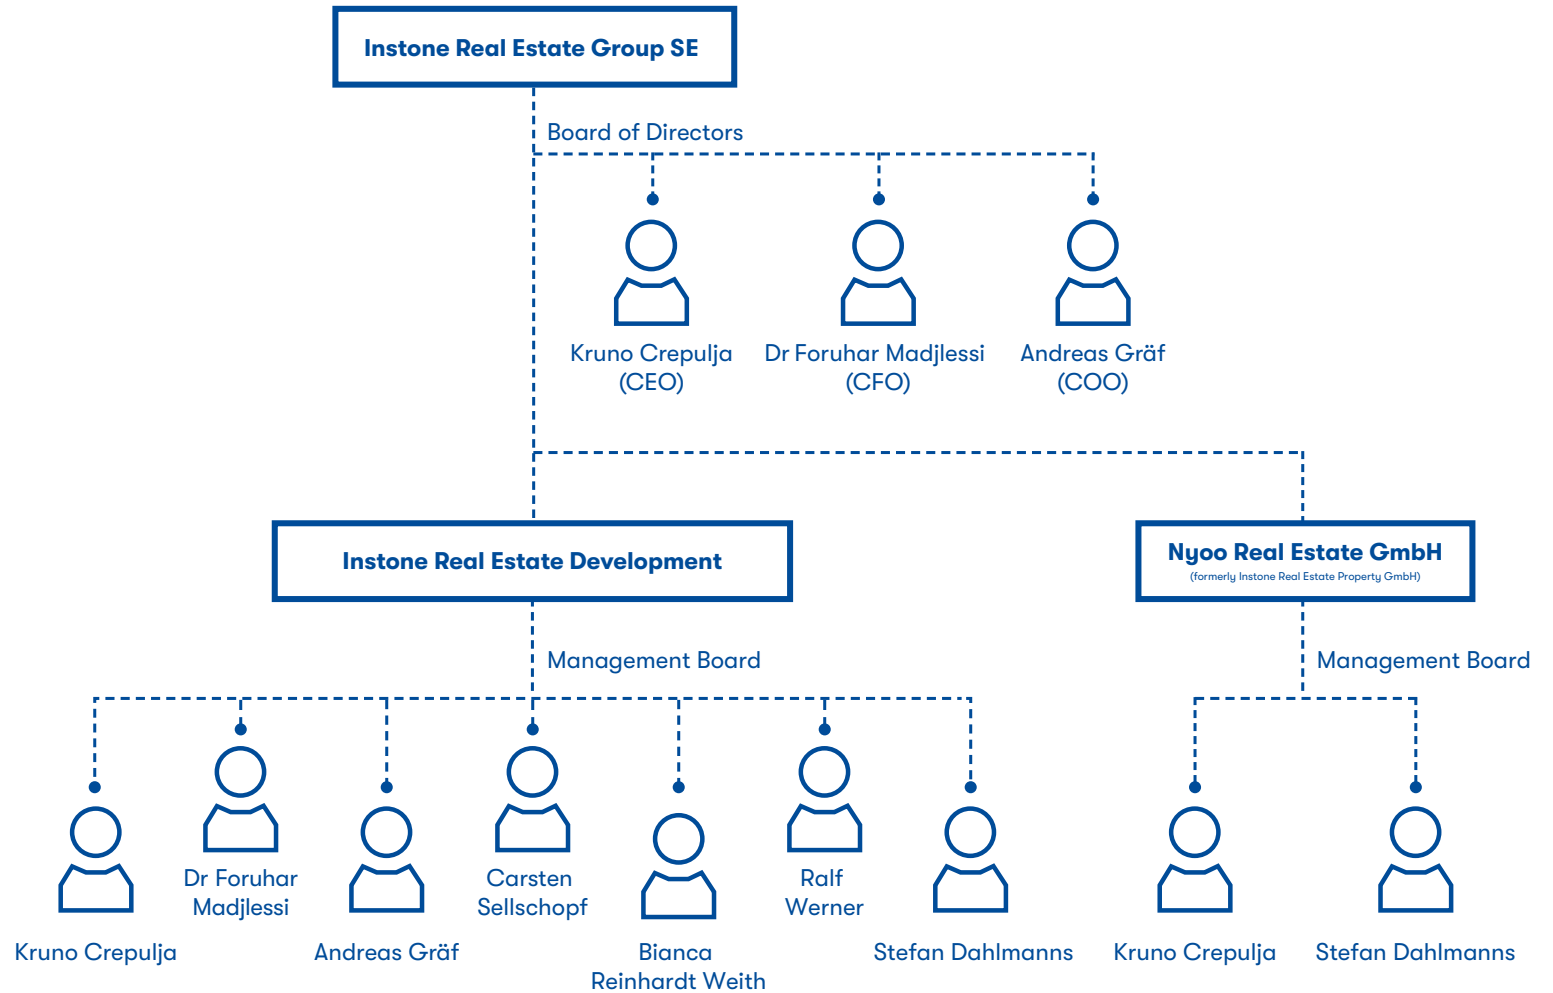 Instone Real Estate Group SE
Board of Directors
Kruno Crepulja
(CEO)
Dr Foruhar Madjlessi
(CFO)
Andreas Gräf
(COO)
Instone Real Estate Development
Nyoo Real Estate GmbH
(formerly Instone Real Estate Property GmbH)
Management Board
Management Board
Kruno Crepulja
Dr Foruhar
Madjlessi
Andreas Gräf
Carsten
Sellschopf
Bianca
Reinhardt Weith
Ralf
Werner
Stefan Dahlmanns
Kruno Crepulja
Stefan Dahlmanns